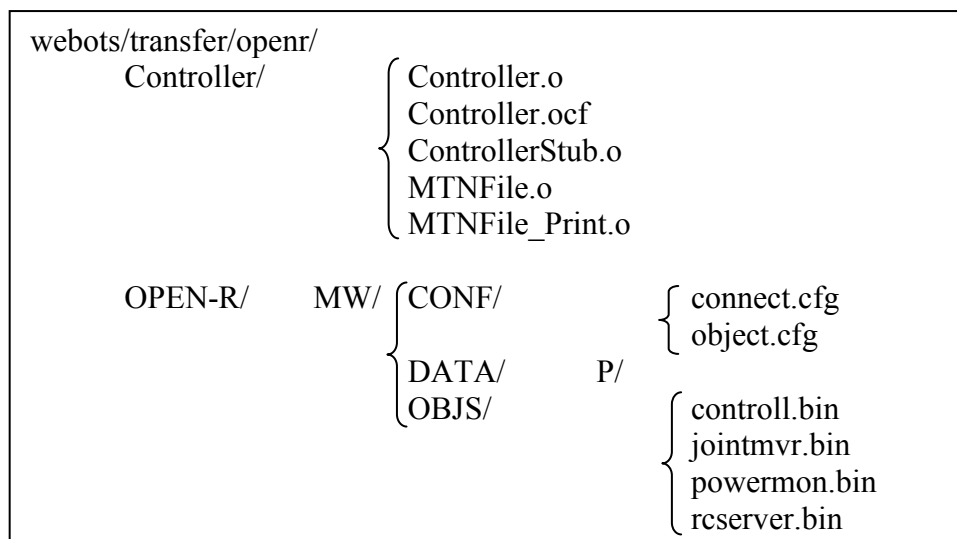 webots/transfer/openr/
Controller/ Controller.o
Controller.ocf
ControllerStub.o
MTNFile.o
MTNFile_Print.o
OPEN-R/ MW/ CONF/ connect.cfg
object.cfg
DATA/ P/
OBJS/ controll.bin
jointmvr.bin
powermon.bin
rcserver.bin